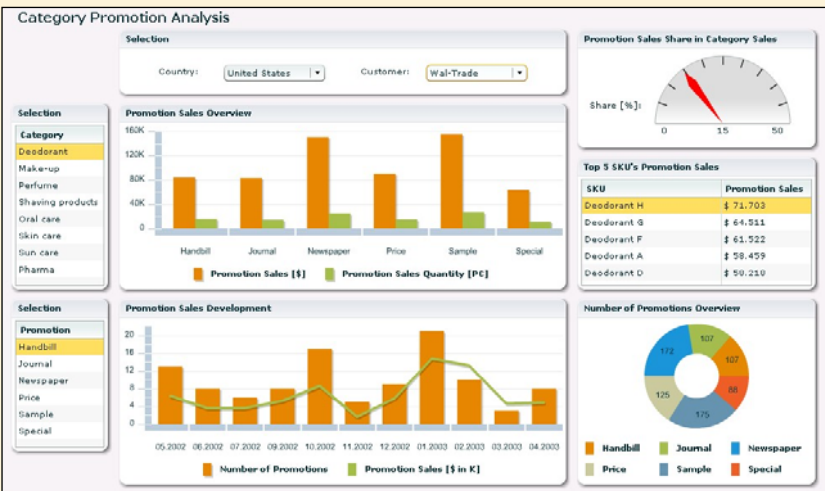 Category Promotion Analysis
Selection
Country: United States Customer: Wal-Trade
Promotion Sales Share in Category Sales
Share [%]:
0 15 50
Selection
Category
Deodorant
Make-up
Perfume
Shaving products
Oral care
Skin care
Sun care
Pharma
Promotion Sales Overview
160K
120K
80K
40K
0
Handbill Journal Newspaper Price Sample Special
Promotion Sales [$] Promotion Sales Quantity [PC]
Top 5 SKU's Promotion Sales
SKU Promotion Sales
Deodorant H $ 71.703
Deodorant G $ 64.511
Deodorant F $ 61.522
Deodorant A $ 58.459
Deodorant D $ 50.210
Selection
Promotion
Handbill
Journal
Newspaper
Price
Sample
Special
Promotion Sales Development
20
16
12
8
4
0
05.2002 06.2002 07.2002 09.2002 10.2002 11.2002 12.2002 01.2003 02.2003 03.2003 04.2003
Number of Promotions Promotion Sales [$ in K]
Number of Promotions Overview
107
172 107
125 88
175
Handbill Journal Newspaper
Price Sample Special